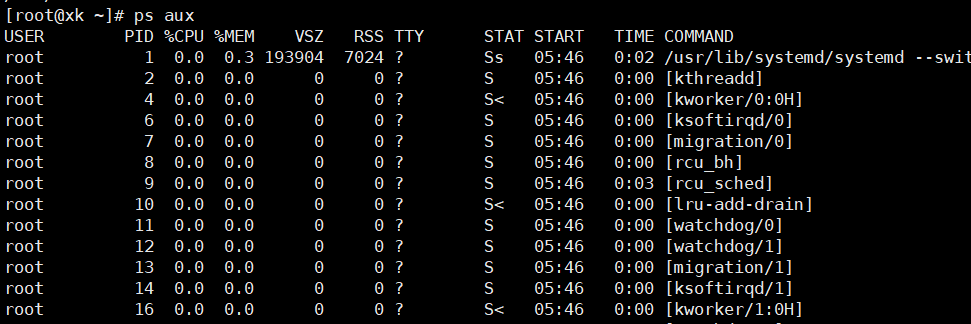 [root@xk ~]# ps aux
USER PID %CPU %MEM VSZ RSS TTY STAT START TIME COMMAND
root 1 0.0 0.3 193904 7024 ? Ss 05:46 0:02 /usr/lib/systemd/systemd --swit
root 2 0.0 0.0 0 0 ? S 05:46 0:00 [kthreadd]
root 4 0.0 0.0 0 0 ? S< 05:46 0:00 [kworker/0:0H]
root 6 0.0 0.0 0 0 ? S 05:46 0:00 [ksoftirqd/0]
root 7 0.0 0.0 0 0 ? S 05:46 0:00 [migration/0]
root 8 0.0 0.0 0 0 ? S 05:46 0:00 [rcu_bh]
root 9 0.0 0.0 0 0 ? S 05:46 0:03 [rcu_sched]
root 10 0.0 0.0 0 0 ? S< 05:46 0:00 [lru-add-drain]
root 11 0.0 0.0 0 0 ? S 05:46 0:00 [watchdog/0]
root 12 0.0 0.0 0 0 ? S 05:46 0:00 [watchdog/1]
root 13 0.0 0.0 0 0 ? S 05:46 0:00 [migration/1]
root 14 0.0 0.0 0 0 ? S 05:46 0:00 [ksoftirqd/1]
root 16 0.0 0.0 0 0 ? S< 05:46 0:00 [kworker/1:0H]